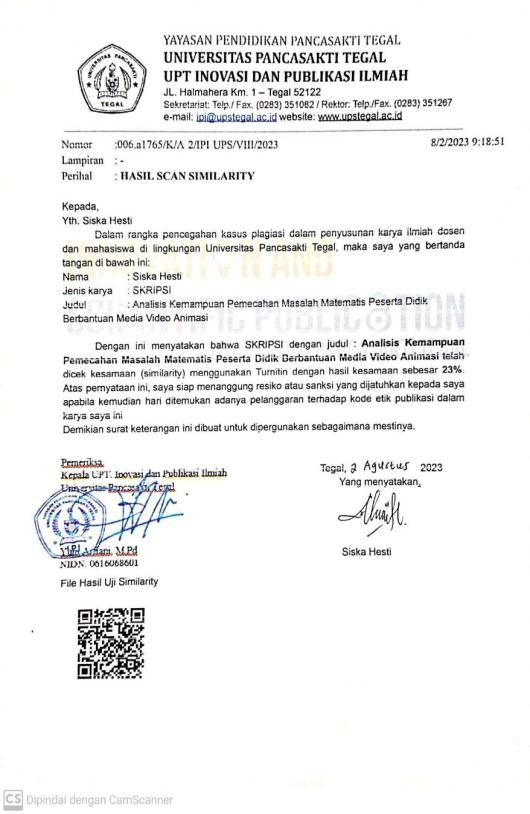 YAYASAN PENDIDIKAN PANCASAKTI TEGAL
UNIVERSITAS PANCASAKTI TEGAL
UPT INOVASI DAN PUBLIKASI ILMIAH
JL. Halmahera Km. 1 – Tegal 52122
Sekretariat: Telp./ Fax. (0283) 351082 / Rektor: Telp./Fax. (0283) 351267
e-mail: ipi@upstegal.ac.id website: www.upstegal.ac.id
UNIVERSITAS PANCASAKTI
TEGAL
Nomor :006.a1765/K/A 2/IPI UPS/VIII/2023 8/2/2023 9:18:51
Lampiran : -
Perihal : HASIL SCAN SIMILARITY
Kepada,
Yth. Siska Hesti
Dalam rangka pencegahan kasus plagiasi dalam penyusunan karya ilmiah dosen
dan mahasiswa di lingkungan Universitas Pancasakti Tegal, maka saya yang bertanda
tangan di bawah ini:
Nama : Siska Hesti
Jenis karya : SKRIPSI
Judul : Analisis Kemampuan Pemecahan Masalah Matematis Peserta Didik
Berbantuan Media Video Animasi
Dengan ini menyatakan bahwa SKRIPSI dengan judul : Analisis Kemampuan
Pemecahan Masalah Matematis Peserta Didik Berbantuan Media Video Animasi telah
dicek kesamaan (similarity) menggunakan Turnitin dengan hasil kesamaan sebesar 23%.
Atas pernyataan ini, saya siap menanggung resiko atau sanksi yang dijatuhkan kepada saya
apabila kemudian hari ditemukan adanya pelanggaran terhadap kode etik publikasi dalam
karya saya ini
Demikian surat keterangan ini dibuat untuk dipergunakan sebagaimana mestinya.
Pemeriksa,
Kepala UPT. Inovasi dan Publikasi Ilmiah
Universitas Pancasakti Tegal
M.Pd
NIDN. 0616068601
Tegal, 2 Agustus 2023
Yang menyatakan,
Siska Hesti
File Hasil Uji Similarity
CS Dipindai dengan CamScanner